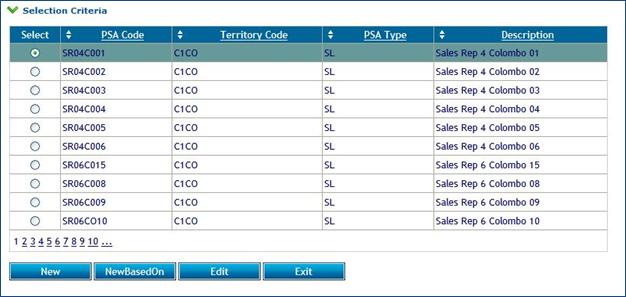 Selection Criteria
Select PSA Code Territory Code PSA Type Description
SR04C001 C1CO SL Sales Rep 4 Colombo 01
SR04C002 C1CO SL Sales Rep 4 Colombo 02
SR04C003 C1CO SL Sales Rep 4 Colombo 03
SR04C004 C1CO SL Sales Rep 4 Colombo 04
SR04C005 C1CO SL Sales Rep 4 Colombo 05
SR04C006 C1CO SL Sales Rep 4 Colombo 06
SR06C015 C1CO SL Sales Rep 6 Colombo 15
SR06C008 C1CO SL Sales Rep 6 Colombo 08
SR06C009 C1CO SL Sales Rep 6 Colombo 09
SR06CO10 C1CO SL Sales Rep 6 Colombo 10
1 2 3 4 5 6 7 8 9 10 ...
New NewBasedOn Edit Exit